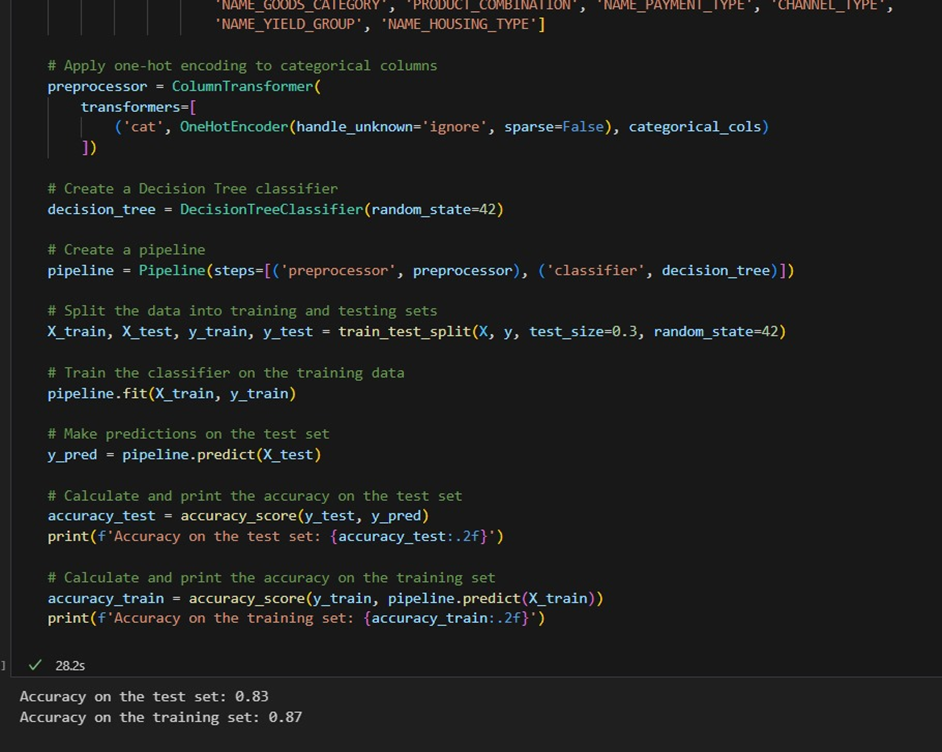 'NAME_GOODS_CATEGORY', 'PRODUCT_COMBINATION', 'NAME_PAYMENT_TYPE', 'CHANNEL_TYPE',
'NAME_YIELD_GROUP', 'NAME_HOUSING_TYPE']
# Apply one-hot encoding to categorical columns
preprocessor = ColumnTransformer(
transformers=[
('cat', OneHotEncoder(handle_unknown='ignore', sparse=False), categorical_cols)
])
# Create a Decision Tree classifier
decision_tree = DecisionTreeClassifier(random_state=42)
# Create a pipeline
pipeline = Pipeline(steps=[('preprocessor', preprocessor), ('classifier', decision_tree)])
# Split the data into training and testing sets
X_train, X_test, y_train, y_test = train_test_split(X, y, test_size=0.3, random_state=42)
# Train the classifier on the training data
pipeline.fit(X_train, y_train)
# Make predictions on the test set
y_pred = pipeline.predict(X_test)
# Calculate and print the accuracy on the test set
accuracy_test = accuracy_score(y_test, y_pred)
print(f'Accuracy on the test set: {accuracy_test:.2f}')
# Calculate and print the accuracy on the training set
accuracy_train = accuracy_score(y_train, pipeline.predict(X_train))
print(f'Accuracy on the training set: {accuracy_train:.2f}')
] ✓ 28.2s
Accuracy on the test set: 0.83
Accuracy on the training set: 0.87